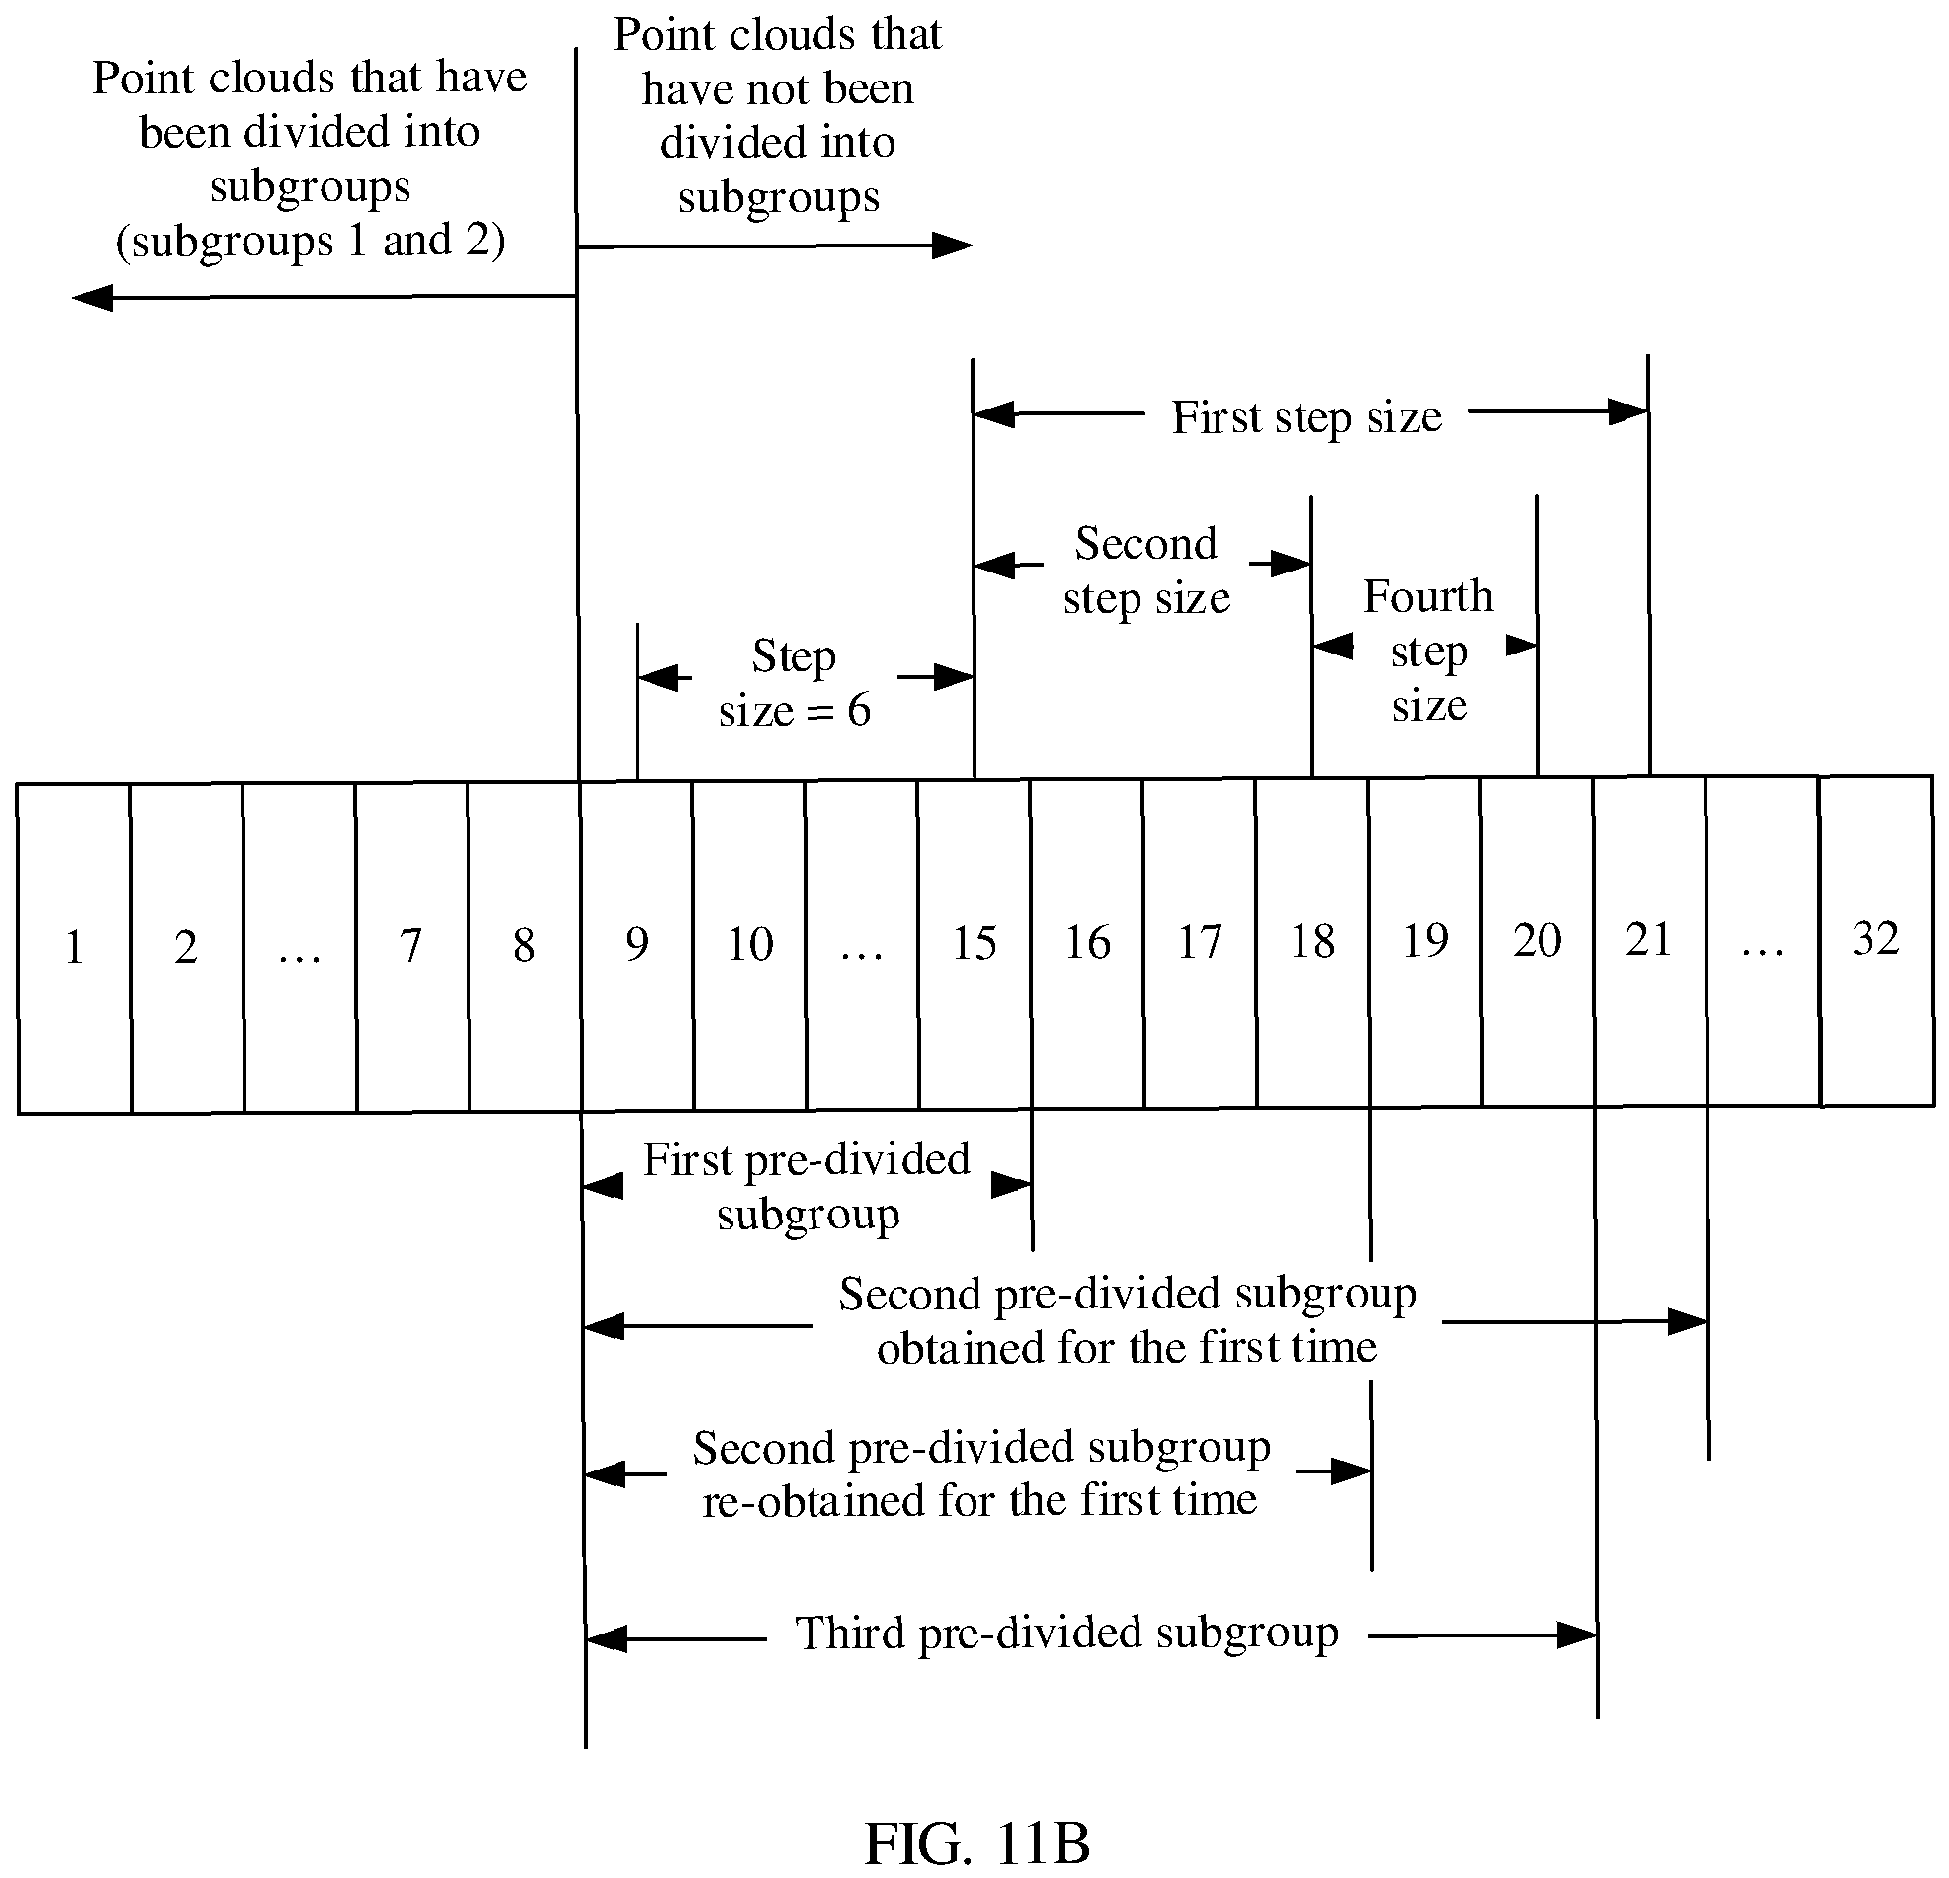 Point clouds that have
been divided into
subgroups
(subgroups 1 and 2)
Point clouds that
have not been
divided into
subgroups
First step size
Second
step size
Fourth
step
size
Step
size = 6
1 2 … 7 8 9 10 … 15 16 17 18 19 20 21 … 32
First pre-divided
subgroup
Second pre-divided subgroup
obtained for the first time
Second pre-divided subgroup
re-obtained for the first time
Third pre-divided subgroup
FIG. 11B